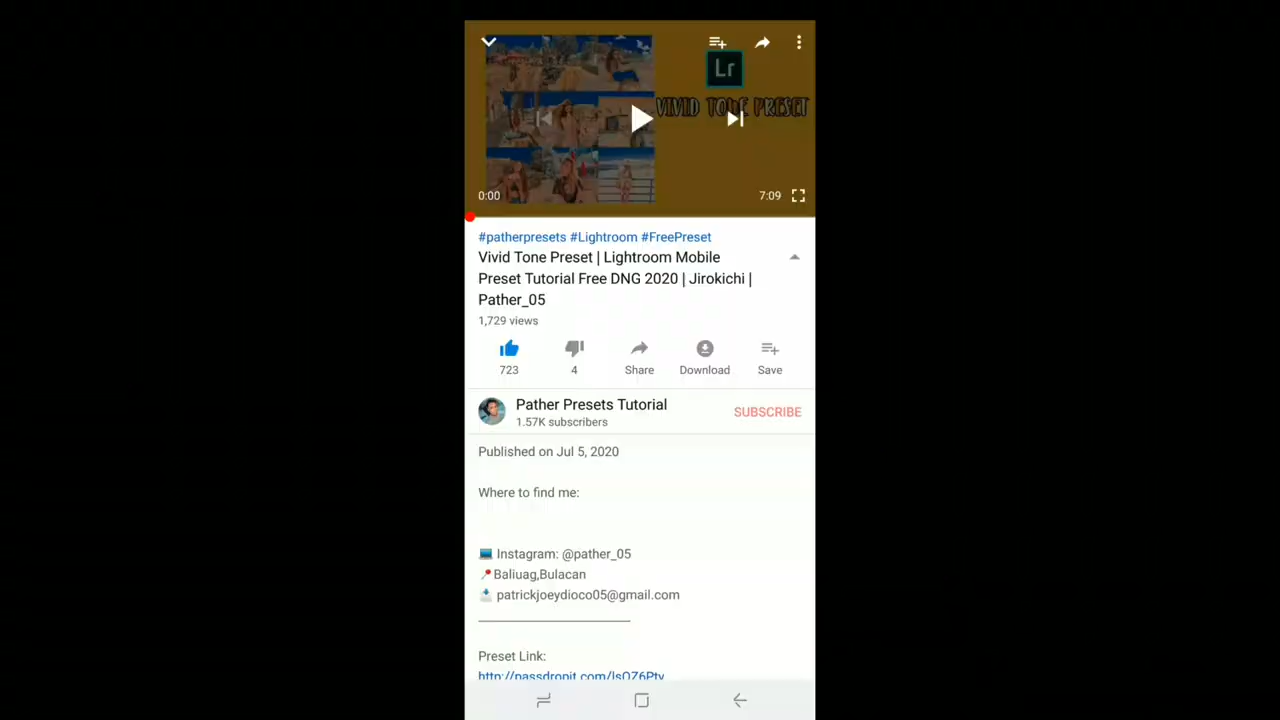 Lr
VIVID TONE PRESET
0:00
7:09
#patherpresets #Lightroom #FreePreset
Vivid Tone Preset | Lightroom Mobile
Preset Tutorial Free DNG 2020 | Jirokichi |
Pather_05
1,729 views
723
4
Share
Download
Save
Pather Presets Tutorial
1.57K subscribers
SUBSCRIBE
Published on Jul 5, 2020
Where to find me:
Instagram: @pather_05
Baliuag,Bulacan
patrickjoeydioco05@gmail.com
Preset Link: